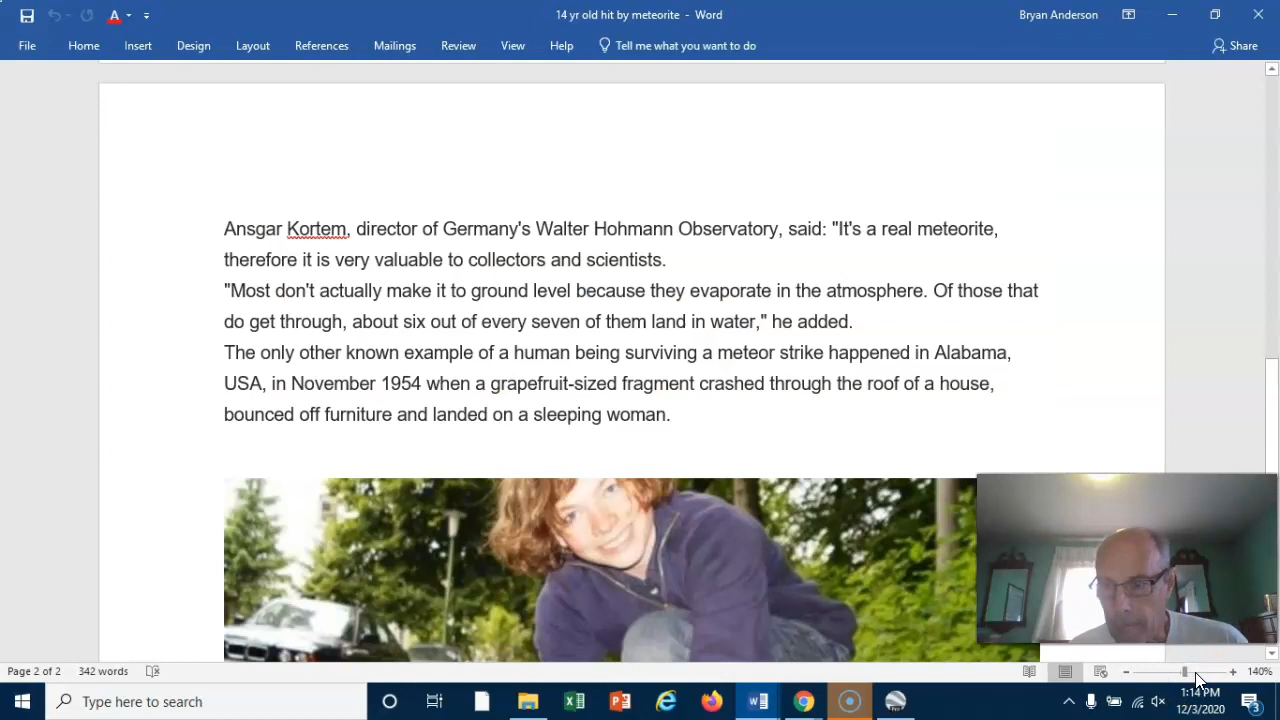 14 yr old hit by meteorite - Word
Bryan Anderson
File Home Insert Design Layout References Mailings Review View Help Tell me what you want to do Share
Ansgar Kortem, director of Germany's Walter Hohmann Observatory, said: "It's a real meteorite,
therefore it is very valuable to collectors and scientists.
"Most don't actually make it to ground level because they evaporate in the atmosphere. Of those that
do get through, about six out of every seven of them land in water," he added.
The only other known example of a human being surviving a meteor strike happened in Alabama,
USA, in November 1954 when a grapefruit-sized fragment crashed through the roof of a house,
bounced off furniture and landed on a sleeping woman.
Page 2 of 2 342 words 140%
Type here to search
1:14 PM
12/3/2020
3